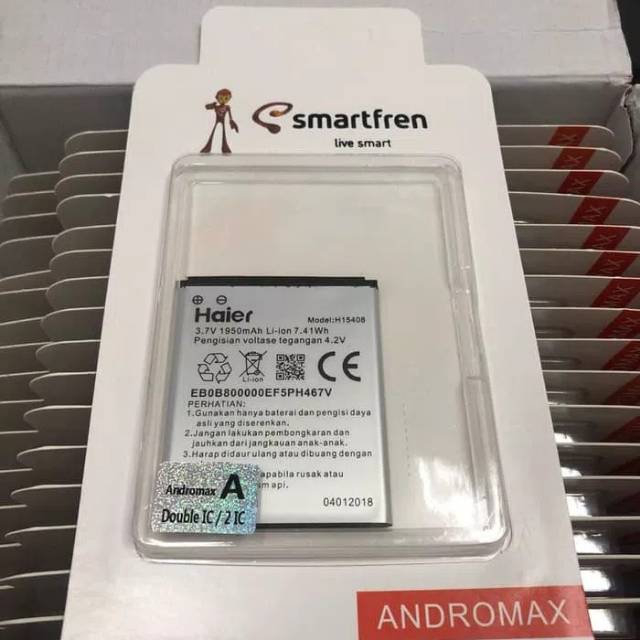 smartfren
live smart
Haier
Model:H15408
3.7V 1950mAh Li-ion 7.41Wh
Pengisian voltase tegangan 4.2V
Li-ion
EB0B800000EF5PH467V
PERHATIAN:
1.Gunakan hanya baterai dan pengisi daya
asli yang diserenkan.
2.Jangan lakukan pembongkaran dan
jauhkan dari jangkauan anak-anak.
3.Harap didaur ulang atau dibuang dengan
apabila rusak atau
api.
04012018
Andromax A
Double IC / 2 IC
ANDROMAX